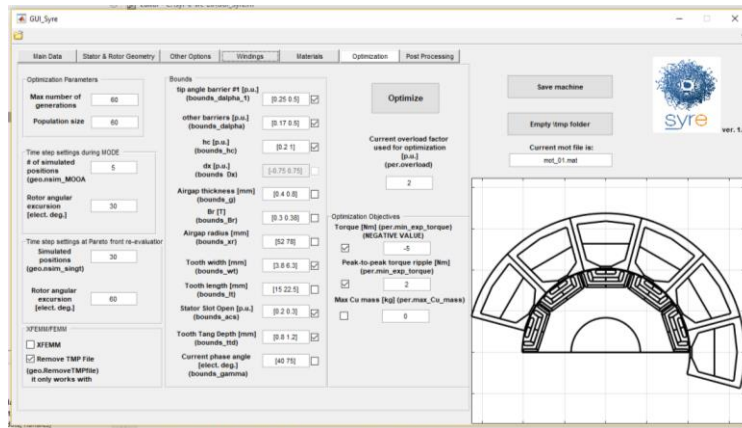 GUI_Syre
Main Data
Stator & Rotor Geometry
Other Options
Windings
Materials
Optimization
Post Processing
Optimization Parameters
Max number of
generations
60
Population size
60
Time step settings during MODE
# of simulated
positions
(geo.nsim_MOOA
5
Rotor angular
excursion
[elect. deg.]
30
Time step settings at Pareto front re-evaluation
Simulated
positions
(geo.nsim_singt)
30
Rotor angular
excursion
[elect. deg.]
60
XFEMM/FEMM
XFEMM
Remove TMP File
(geo.RemoveTMPfile)
it only works with
Bounds
tip angle barrier #1 [p.u.]
(bounds_dalpha_1)
[0.25 0.5]
other barriers [p.u.]
(bounds_dalpha)
[0.17 0.5]
hc [p.u.]
(bounds_hc)
[0.2 1]
dx [p.u.]
(bounds_Dx)
[-0.75 0.75]
Airgap thickness [mm]
(bounds_g)
[0.4 0.8]
Br [T]
(bounds_Br)
[0.3 0.38]
Airgap radius [mm]
(bounds_xr)
[52 78]
Tooth width [mm]
(bounds_wt)
[3.8 6.3]
Tooth length [mm]
(bounds_lt)
[15 22.5]
Stator Slot Open [p.u.]
(bounds_acs)
[0.2 0.3]
Tooth Tang Depth [mm]
(bounds_ttd)
[0.8 1.2]
Current phase angle
[elect. deg.]
(bounds_gamma)
[40 75]
Optimize
Current overload factor
used for optimization
[p.u.]
(per.overload)
2
Optimization Objectives
Torque [Nm] (per.min_exp_torque)
(NEGATIVE VALUE)
-5
Peak-to-peak torque ripple [Nm]
(per.min_exp_torque)
2
Max Cu mass [kg] (per.max_Cu_mass)
0
Save machine
Empty \tmp folder
Current mot file is:
mot_01.mat
syre
ver. 1.